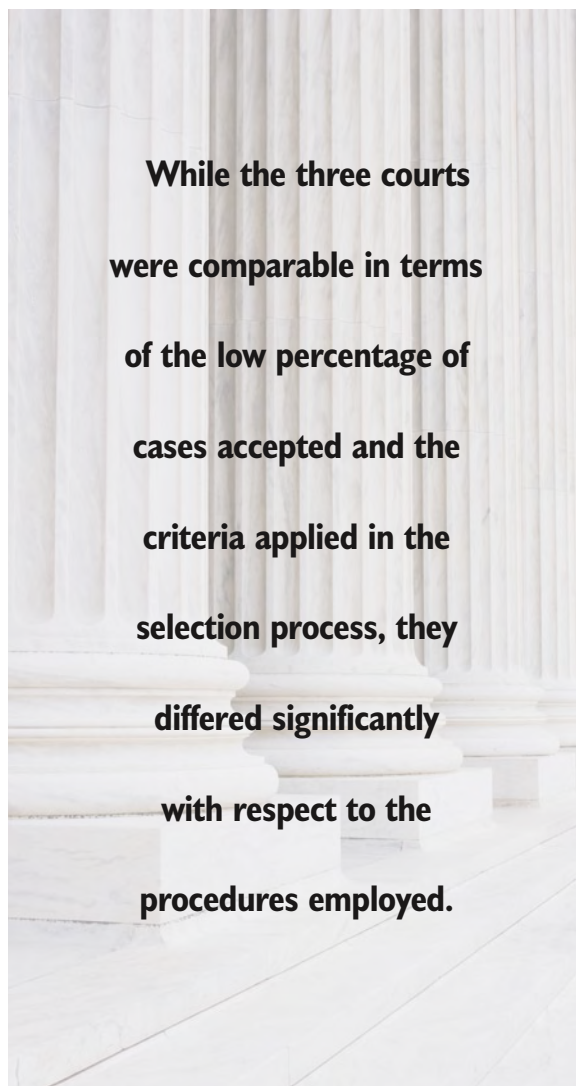 While the three courts
were comparable in terms
of the low percentage of
cases accepted and the
criteria applied in the
selection process, they
differed significantly
with respect to the
procedures employed.